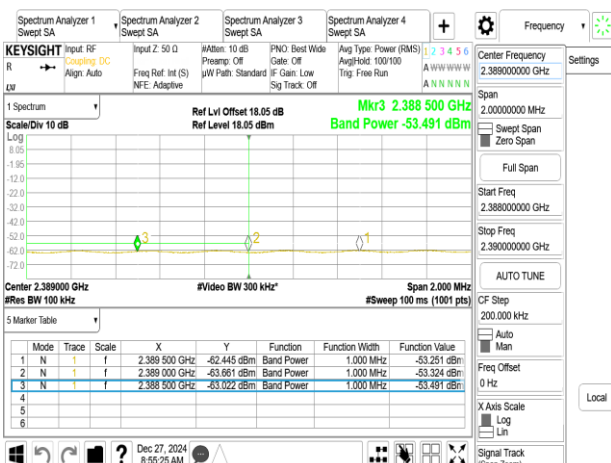 Spectrum Analyzer 1
Swept SA
Spectrum Analyzer 2
Swept SA
Spectrum Analyzer 3
Swept SA
Spectrum Analyzer 4
Swept SA
+
Frequency
KEYSIGHT
R
Input: RF
Coupling: DC
Align: Auto
Input Z: 50 Ω
Freq Ref: Int (S)
NFE: Adaptive
#Atten: 10 dB
Preamp: Off
µW Path: Standard
PNO: Best Wide
Gate: Off
IF Gain: Low
Sig Track: Off
Avg Type: Power (RMS)
Avg|Hold: 100/100
Trig: Free Run
1 2 3 4 5 6
A W W W W W
A N N N N N
1 Spectrum
Scale/Div 10 dB
Ref Lvl Offset 18.05 dB
Ref Level 18.05 dBm
Mkr3 2.388 500 GHz
Band Power -53.491 dBm
Log
8.05
-1.95
-12.0
-22.0
-32.0
-42.0
-52.0
-62.0
-72.0
3
2
1
Center 2.389000 GHz
#Video BW 300 kHz*
Span 2.000 MHz
#Res BW 100 kHz
#Sweep 100 ms (1001 pts)
5 Marker Table
Mode Trace Scale X Y Function Function Width Function Value
1 N 1 f 2.389 500 GHz -62.445 dBm Band Power 1.000 MHz -53.251 dBm
2 N 1 f 2.389 000 GHz -63.661 dBm Band Power 1.000 MHz -53.324 dBm
3 N 1 f 2.388 500 GHz -63.022 dBm Band Power 1.000 MHz -53.491 dBm
4
5
6
?
Dec 27, 2024
8:55:25 AM
Center Frequency
2.389000000 GHz
Span
2.00000000 MHz
Swept Span
Zero Span
Full Span
Start Freq
2.388000000 GHz
Stop Freq
2.390000000 GHz
AUTO TUNE
CF Step
200.000 kHz
Auto
Man
Freq Offset
0 Hz
X Axis Scale
Log
Lin
Signal Track
Settings
Local